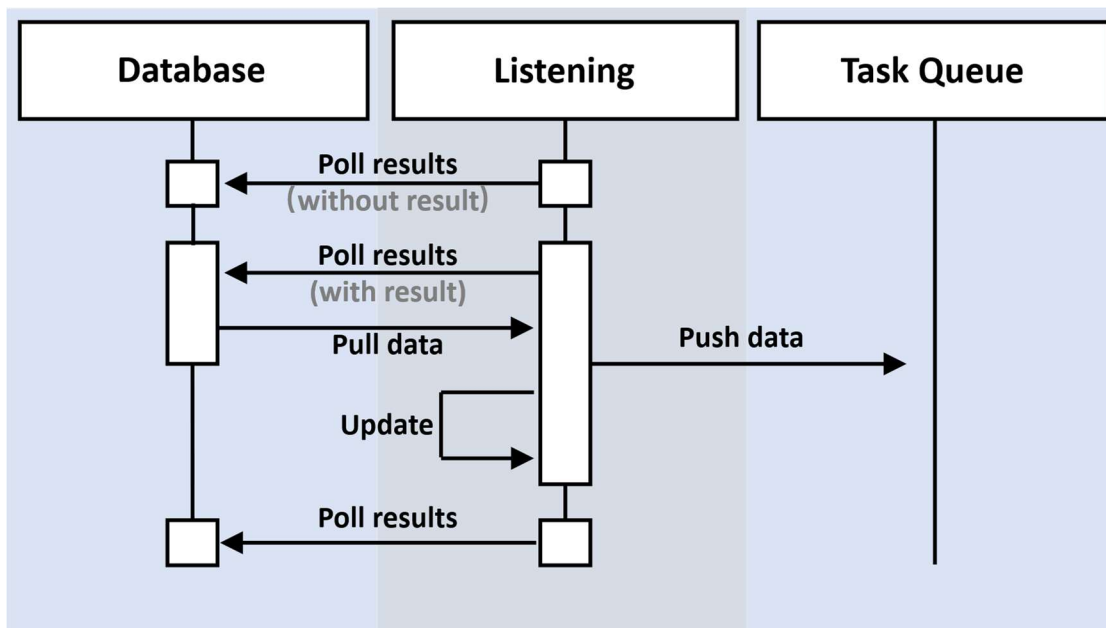 Database
Listening
Task Queue
Poll results
(without result)
Poll results
(with result)
Pull data
Push data
Update
Poll results